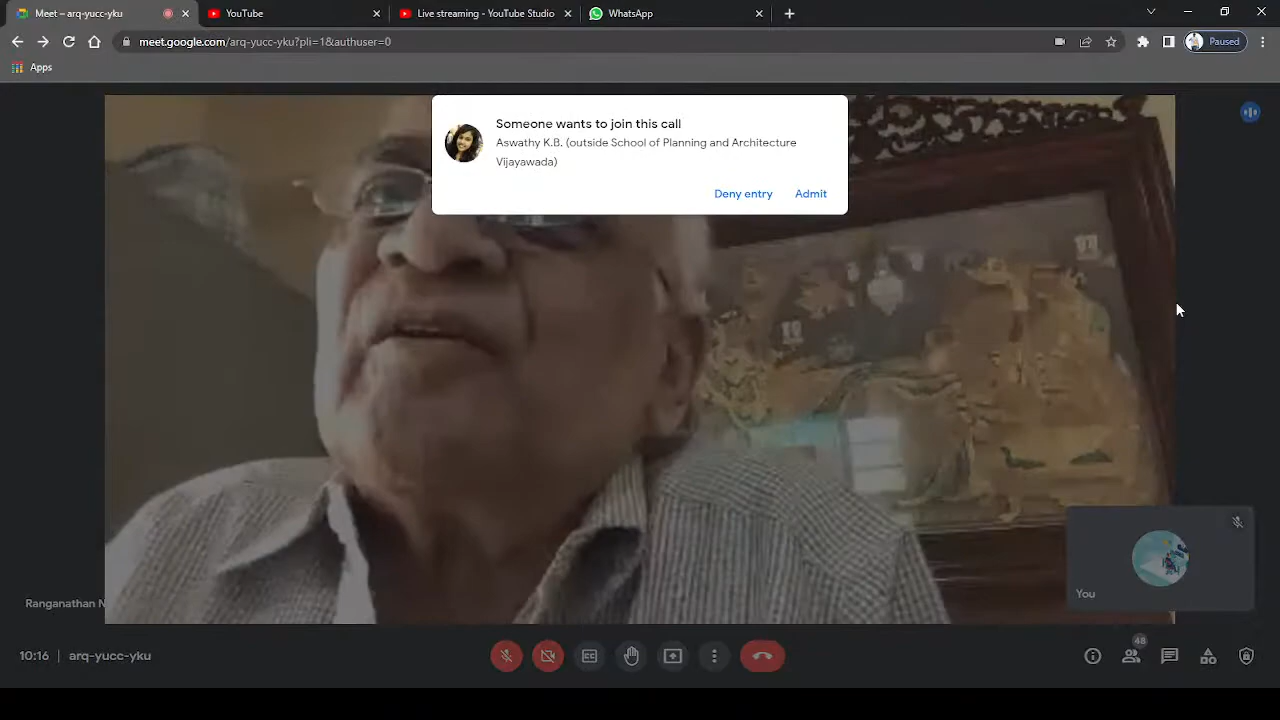 Meet – arq-yucc-yku
YouTube
Live streaming - YouTube Studio
WhatsApp
meet.google.com/arq-yucc-yku?pli=1&authuser=0
Paused
Apps
Someone wants to join this call
Aswathy K.B. (outside School of Planning and Architecture
Vijayawada)
Deny entry
Admit
You
Ranganathan N
10:16 | arq-yucc-yku
CC
48